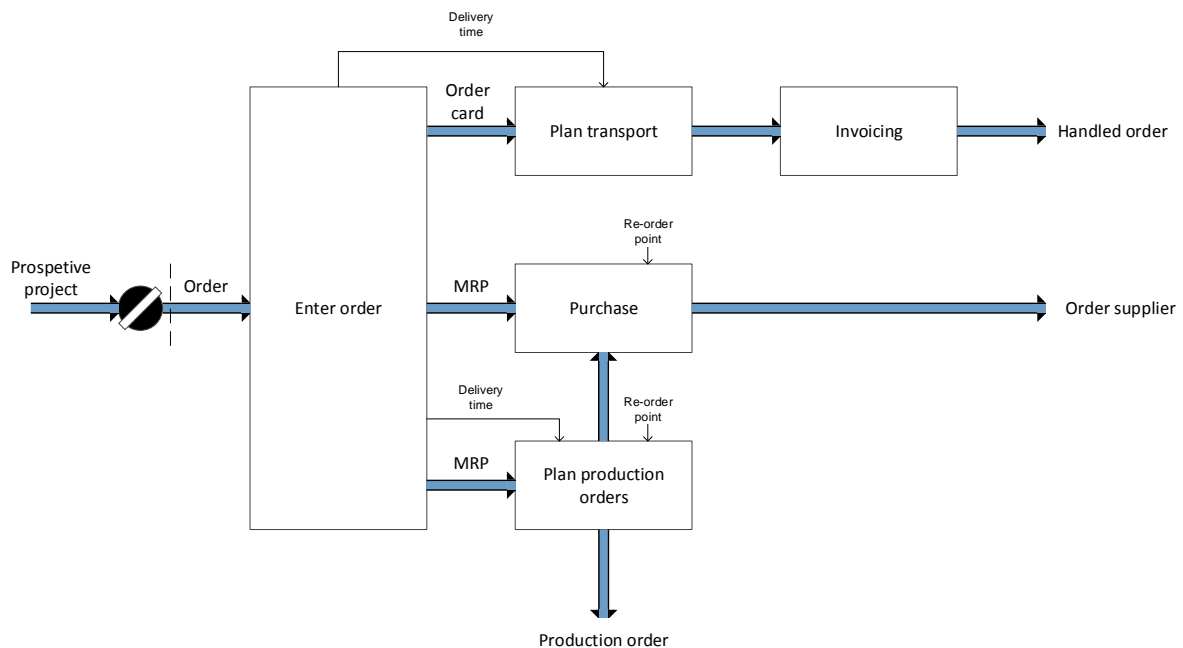 Delivery
time
Order
card
Plan transport
Invoicing
Handled order
Re-order
point
Prospetive
project
Order
Enter order
MRP
Purchase
Order supplier
Delivery
time
Re-order
point
MRP
Plan production
orders
Production order